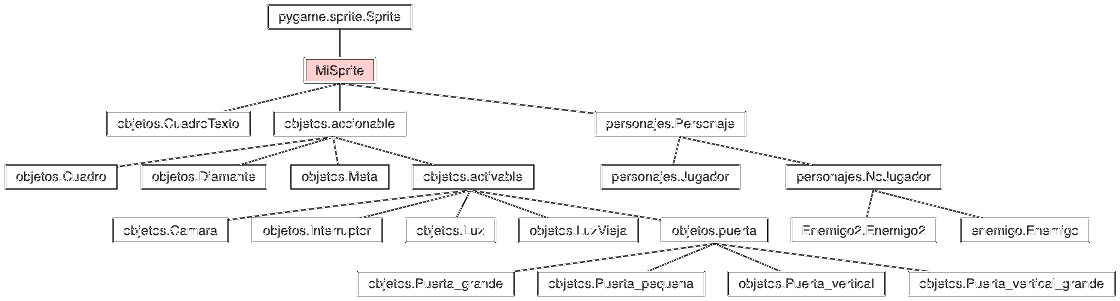 pygame.sprite.Sprite
MiSprite
objetos.CuadroTexto
objetos.accionable
personajes.Personaje
objetos.Cuadro
objetos.Diamante
objetos.Meta
objetos.activable
personajes.Jugador
personajes.NoJugador
objetos.Camara
objetos.Interruptor
objetos.Luz
objetos.LuzVieja
objetos.puerta
Enemigo2.Enemigo2
enemigo.Enemigo
objetos.Puerta_grande
objetos.Puerta_pequena
objetos.Puerta_vertical
objetos.Puerta_vertical_grande